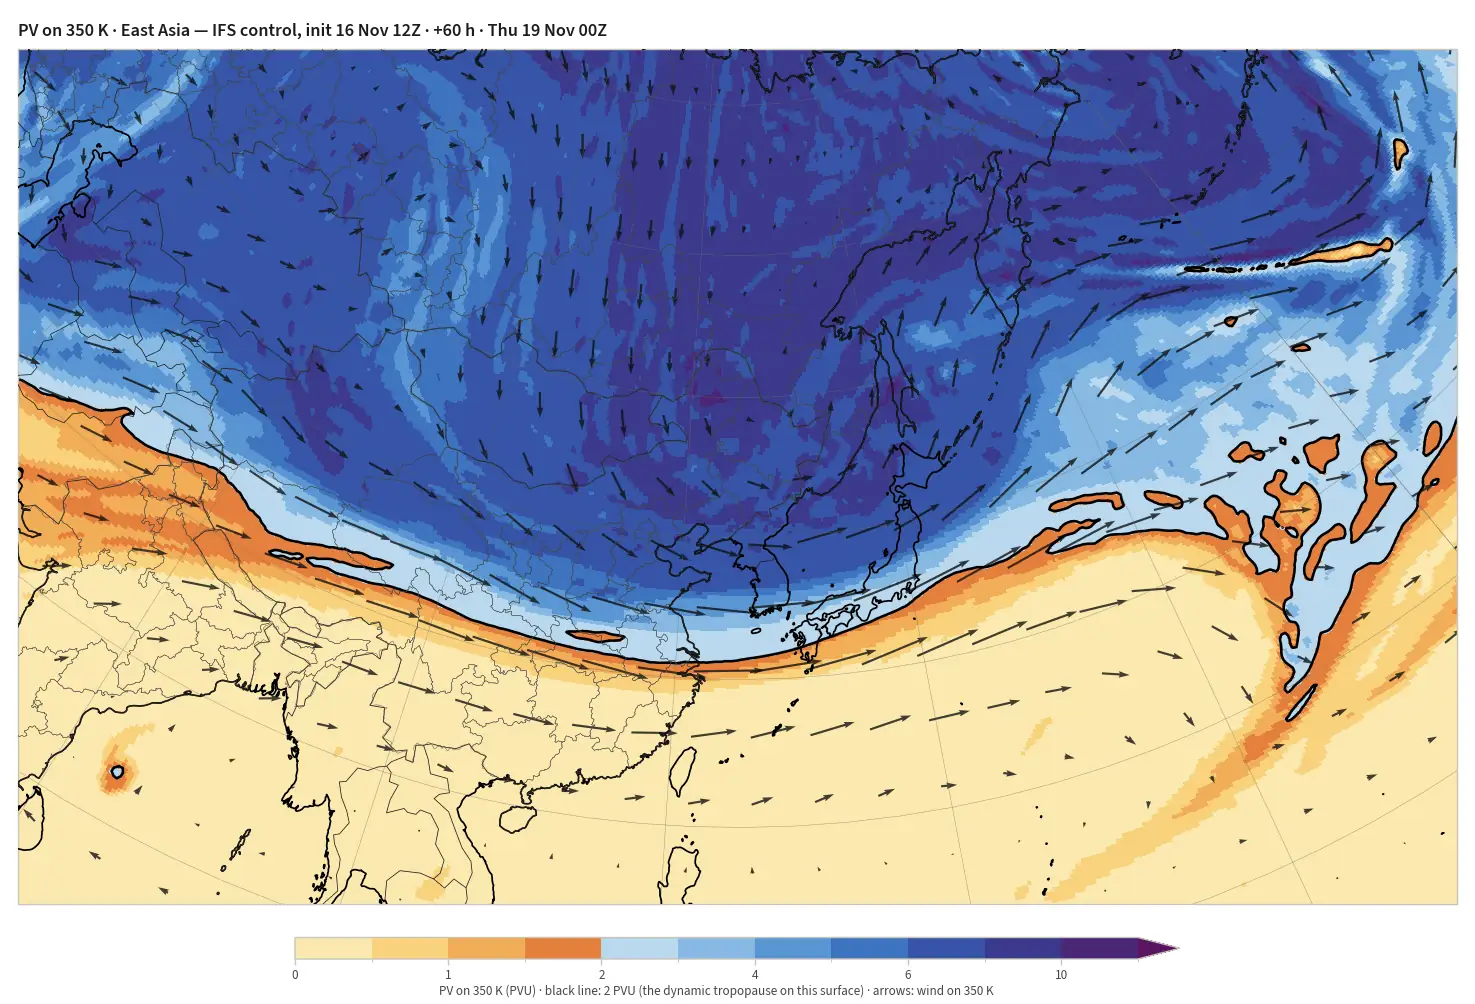 PV on 350 K · East Asia — IFS control, init 16 Nov 12Z · +60 h · Thu 19 Nov 00Z
0 1 2 4 6 10
PV on 350 K (PVU) · black line: 2 PVU (the dynamic tropopause on this surface) · arrows: wind on 350 K